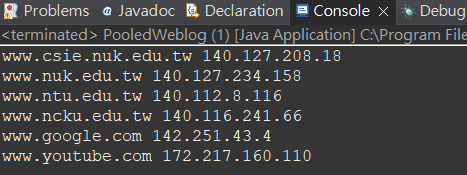 Problems @ Javadoc Declaration Console × Debug
<terminated> PooledWeblog (1) [Java Application] C:\Program File
www.csie.nuk.edu.tw 140.127.208.18
www.nuk.edu.tw 140.127.234.158
www.ntu.edu.tw 140.112.8.116
www.ncku.edu.tw 140.116.241.66
www.google.com 142.251.43.4
www.youtube.com 172.217.160.110